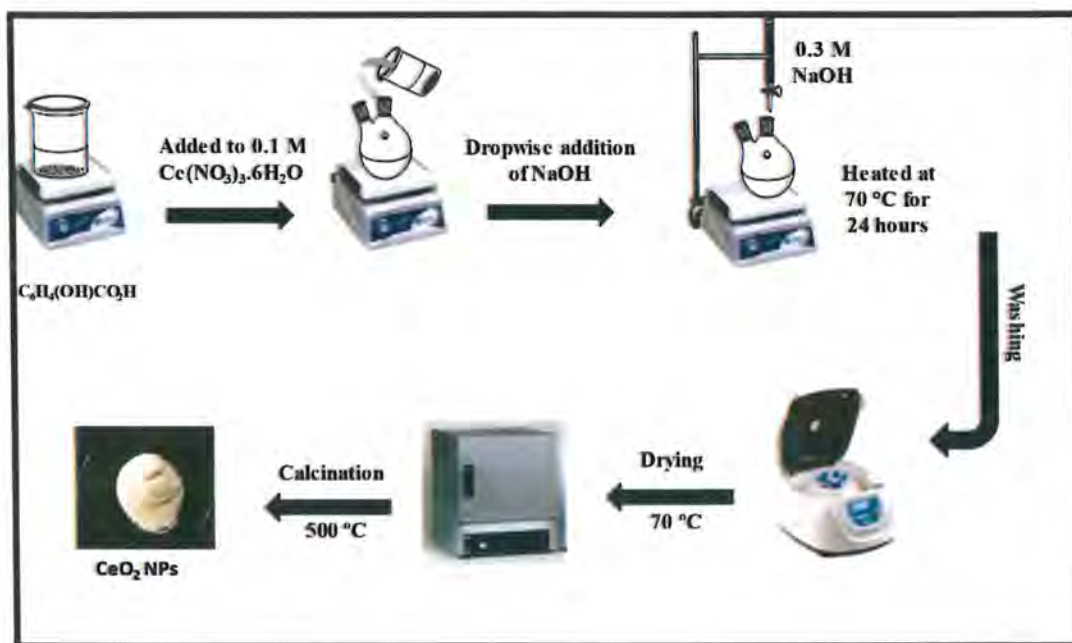 C₆H₄(OH)CO₂H
Added to 0.1 M
Ce(NO₃)₃.6H₂O
Dropwise addition
of NaOH
0.3 M
NaOH
Heated at
70 °C for
24 hours
Washing
Drying
70 °C
Calcination
500 °C
CeO₂ NPs